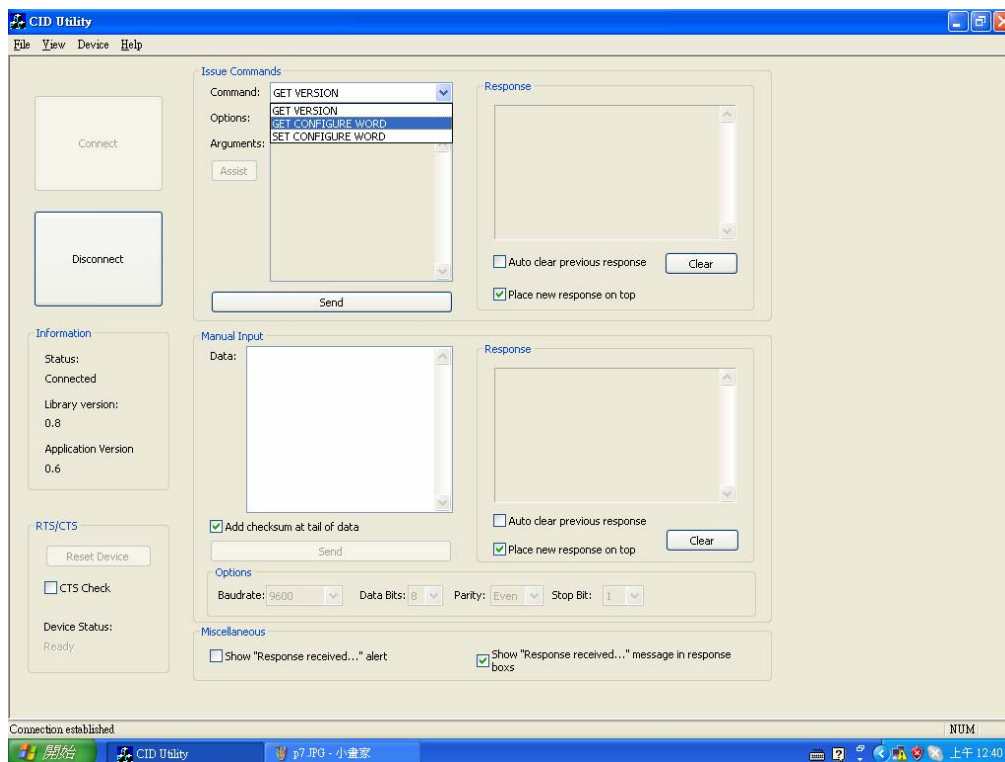 CID Utility
File View Device Help
Connect
Disconnect
Information
Status:
Connected
Library version:
0.8
Application Version
0.6
RTS/CTS
Reset Device
CTS Check
Device Status:
Ready
Issue Commands
Command: GET VERSION
GET VERSION
GET CONFIGURE WORD
SET CONFIGURE WORD
Options:
Arguments:
Assist
Send
Response
Auto clear previous response
Clear
Place new response on top
Manual Input
Data:
Add checksum at tail of data
Send
Response
Auto clear previous response
Clear
Place new response on top
Options
Baudrate: 9600 Data Bits: 8 Parity: Even Stop Bit: 1
Miscellaneous
Show "Response received..." alert
Show "Response received..." message in response
boxs
Connection established NUM
開始 CID Utility p7.JPG - 小畫家 上午 12:40